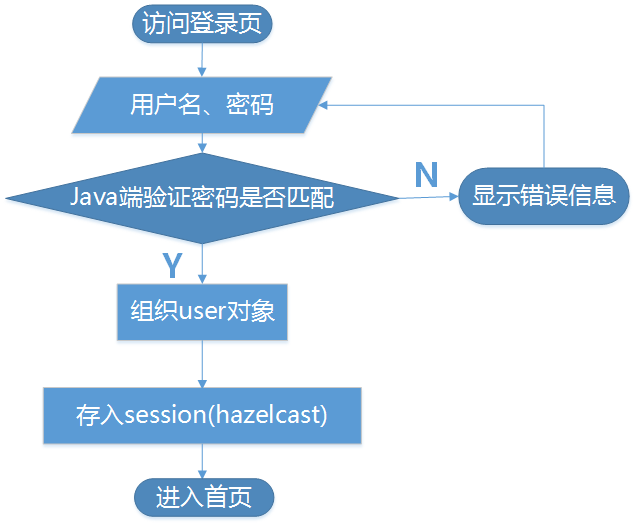 访问登录页
用户名、密码
Java端验证密码是否匹配
N
显示错误信息
Y
组织user对象
存入session(hazelcast)
进入首页